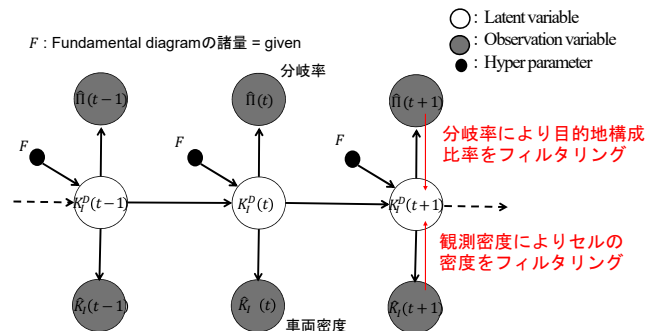 F : Fundamental diagramの諸量 = given
○ : Latent variable
● : Observation variable
● : Hyper parameter
分岐率
Π̂(t−1)
Π̂(t)
Π̂(t+1)
分岐率により目的地構成
比率をフィルタリング
F
F
F
K_I^D(t−1)
K_I^D(t)
K_I^D(t+1)
観測密度によりセルの
密度をフィルタリング
K̂_I(t−1)
K̂_I (t)
K̂_I(t+1)
車両密度